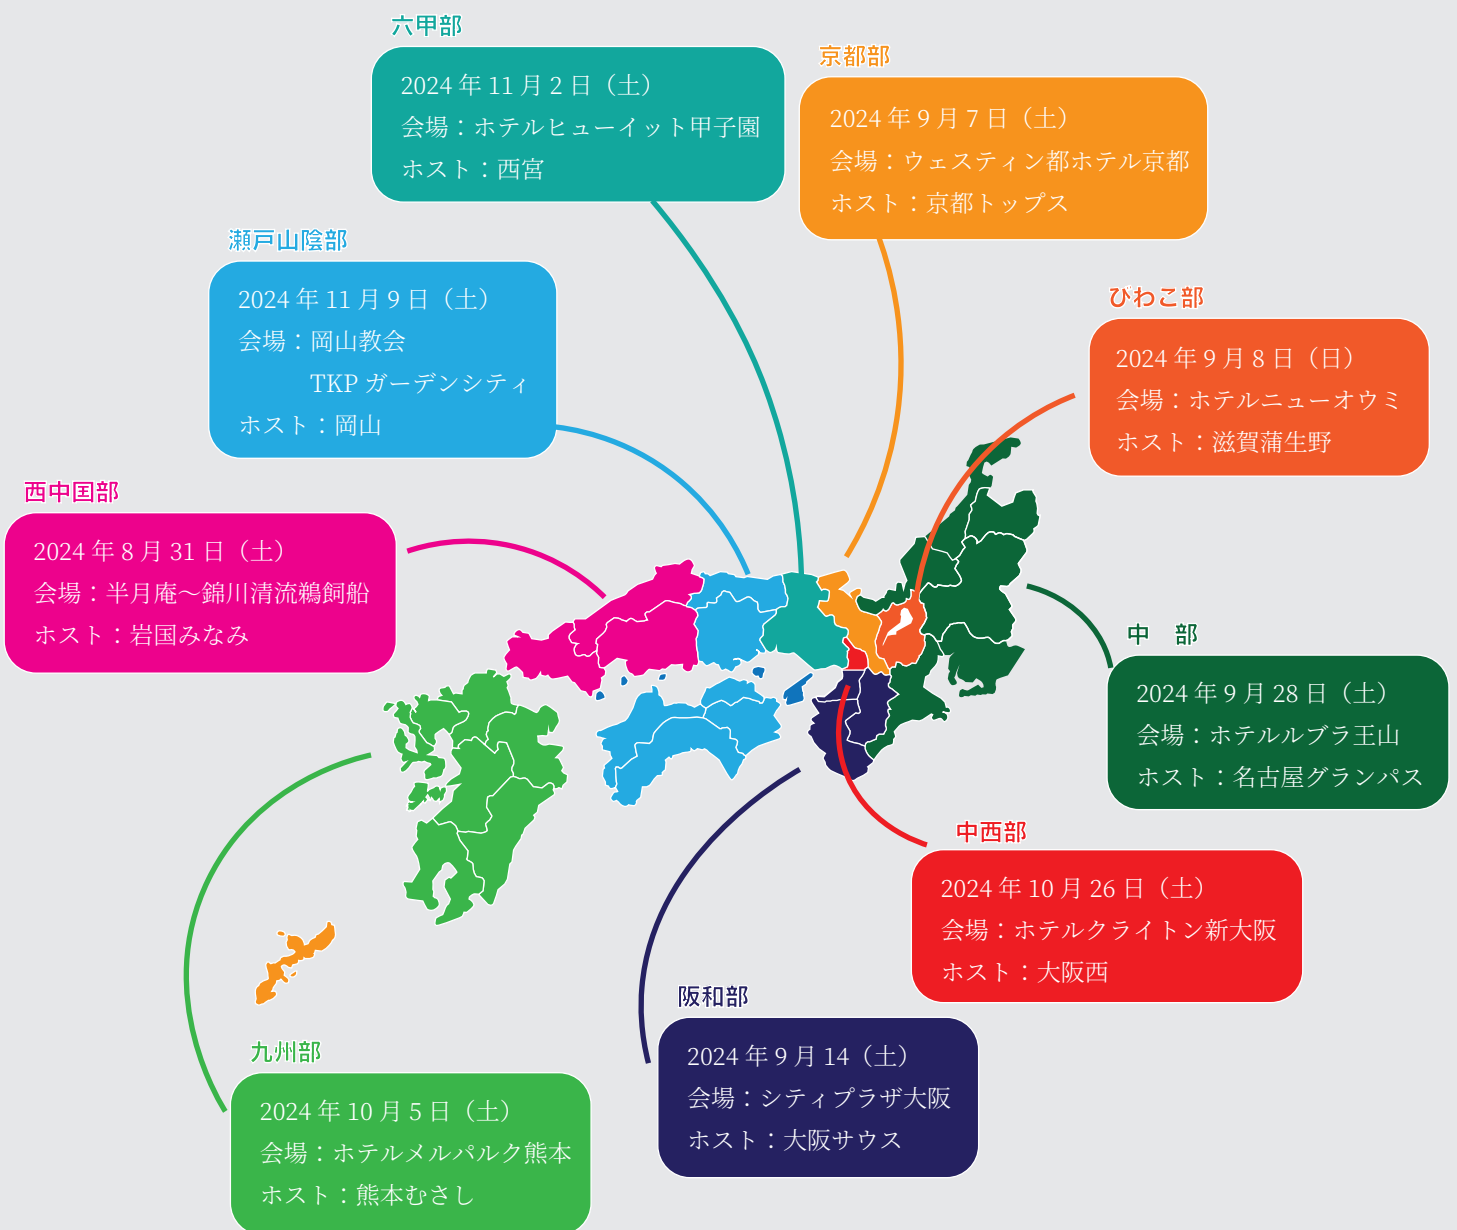 六甲部
2024 年 11 月 2 日（土）
会場：ホテルヒューイット甲子園
ホスト：西宮
京都部
2024 年 9 月 7 日（土）
会場：ウェスティン都ホテル京都
ホスト：京都トップス
瀬戸山陰部
2024 年 11 月 9 日（土）
会場：岡山教会
TKP ガーデンシティ
ホスト：岡山
びわこ部
2024 年 9 月 8 日（日）
会場：ホテルニューオウミ
ホスト：滋賀蒲生野
西中国部
2024 年 8 月 31 日（土）
会場：半月庵～錦川清流鵜飼船
ホスト：岩国みなみ
中　部
2024 年 9 月 28 日（土）
会場：ホテルルブラ王山
ホスト：名古屋グランパス
中西部
2024 年 10 月 26 日（土）
会場：ホテルクライトン新大阪
ホスト：大阪西
阪和部
2024 年 9 月 14（土）
会場：シティプラザ大阪
ホスト：大阪サウス
九州部
2024 年 10 月 5 日（土）
会場：ホテルメルパルク熊本
ホスト：熊本むさし